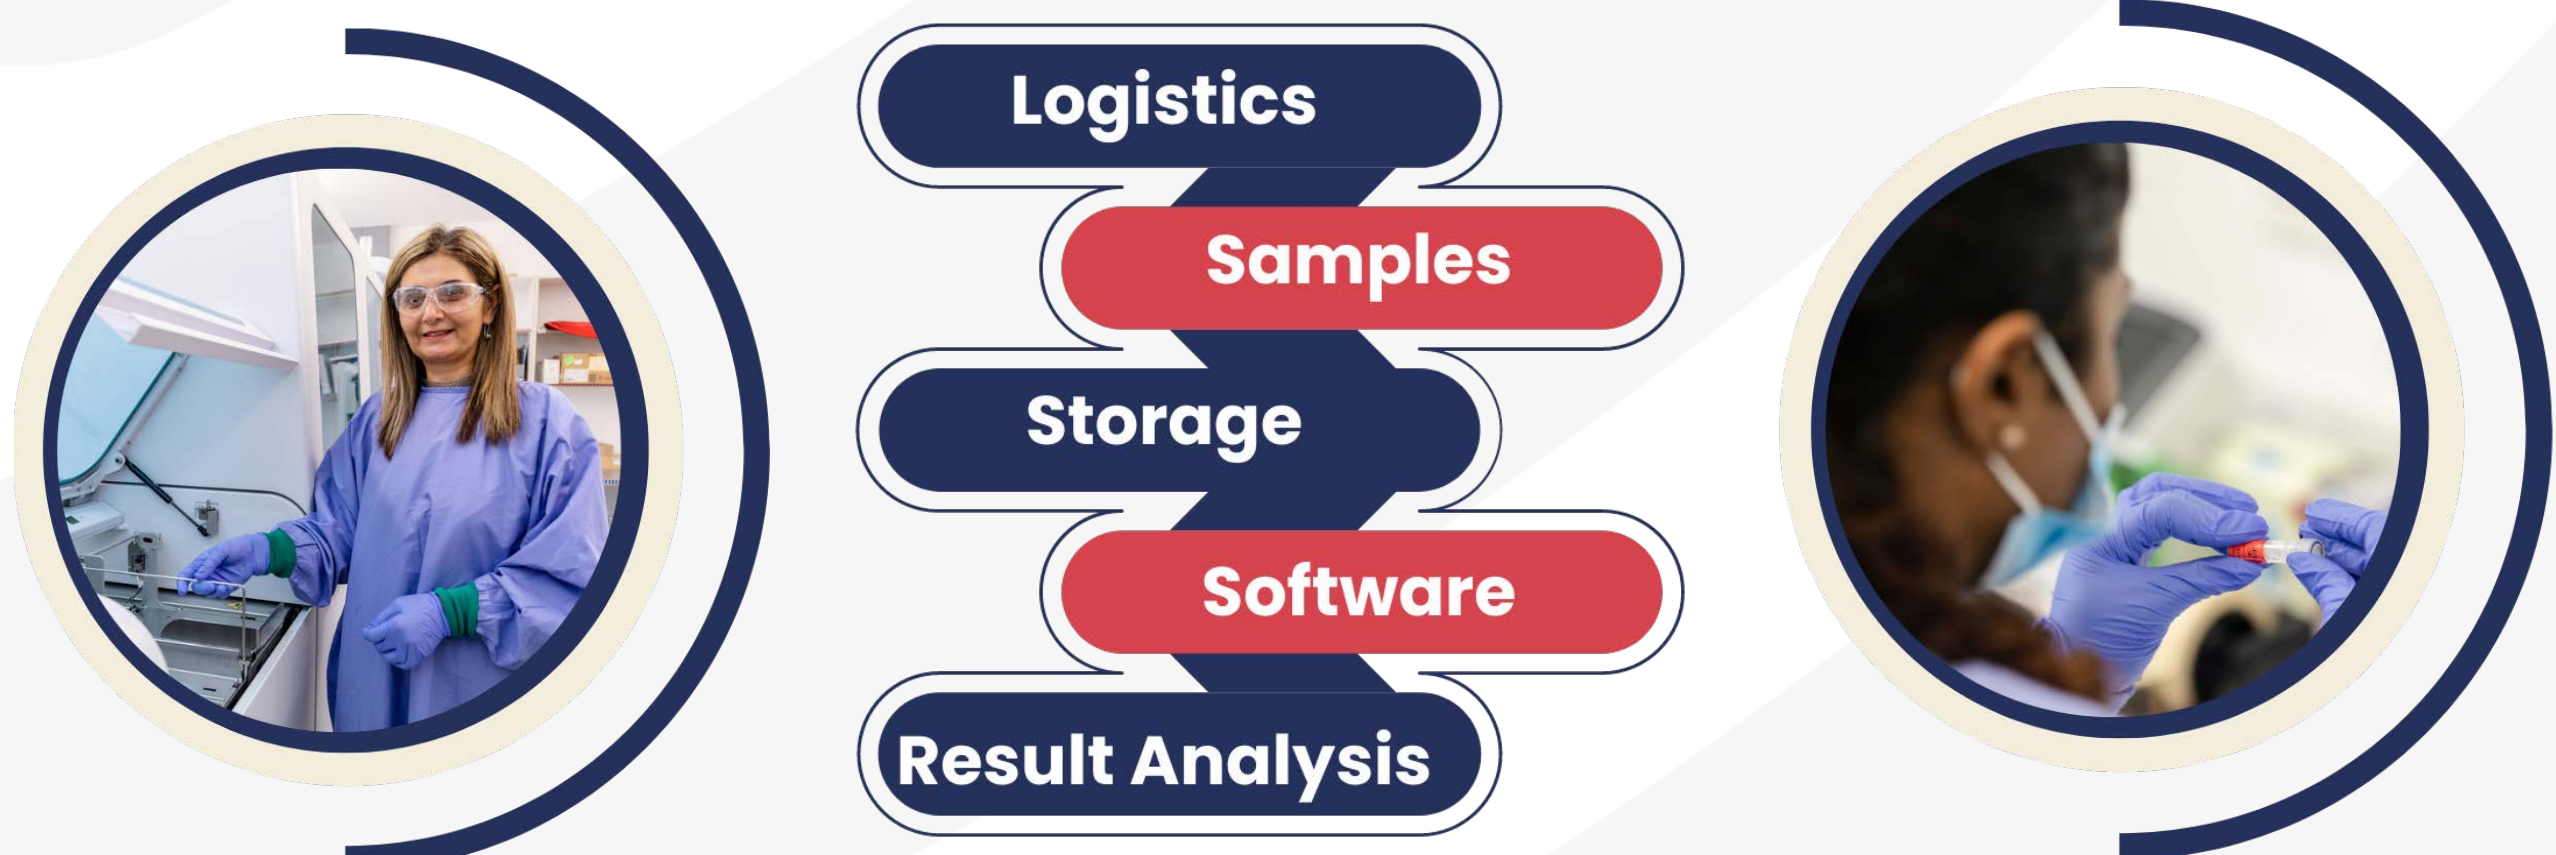 Logistics
Samples
Storage
Software
Result Analysis